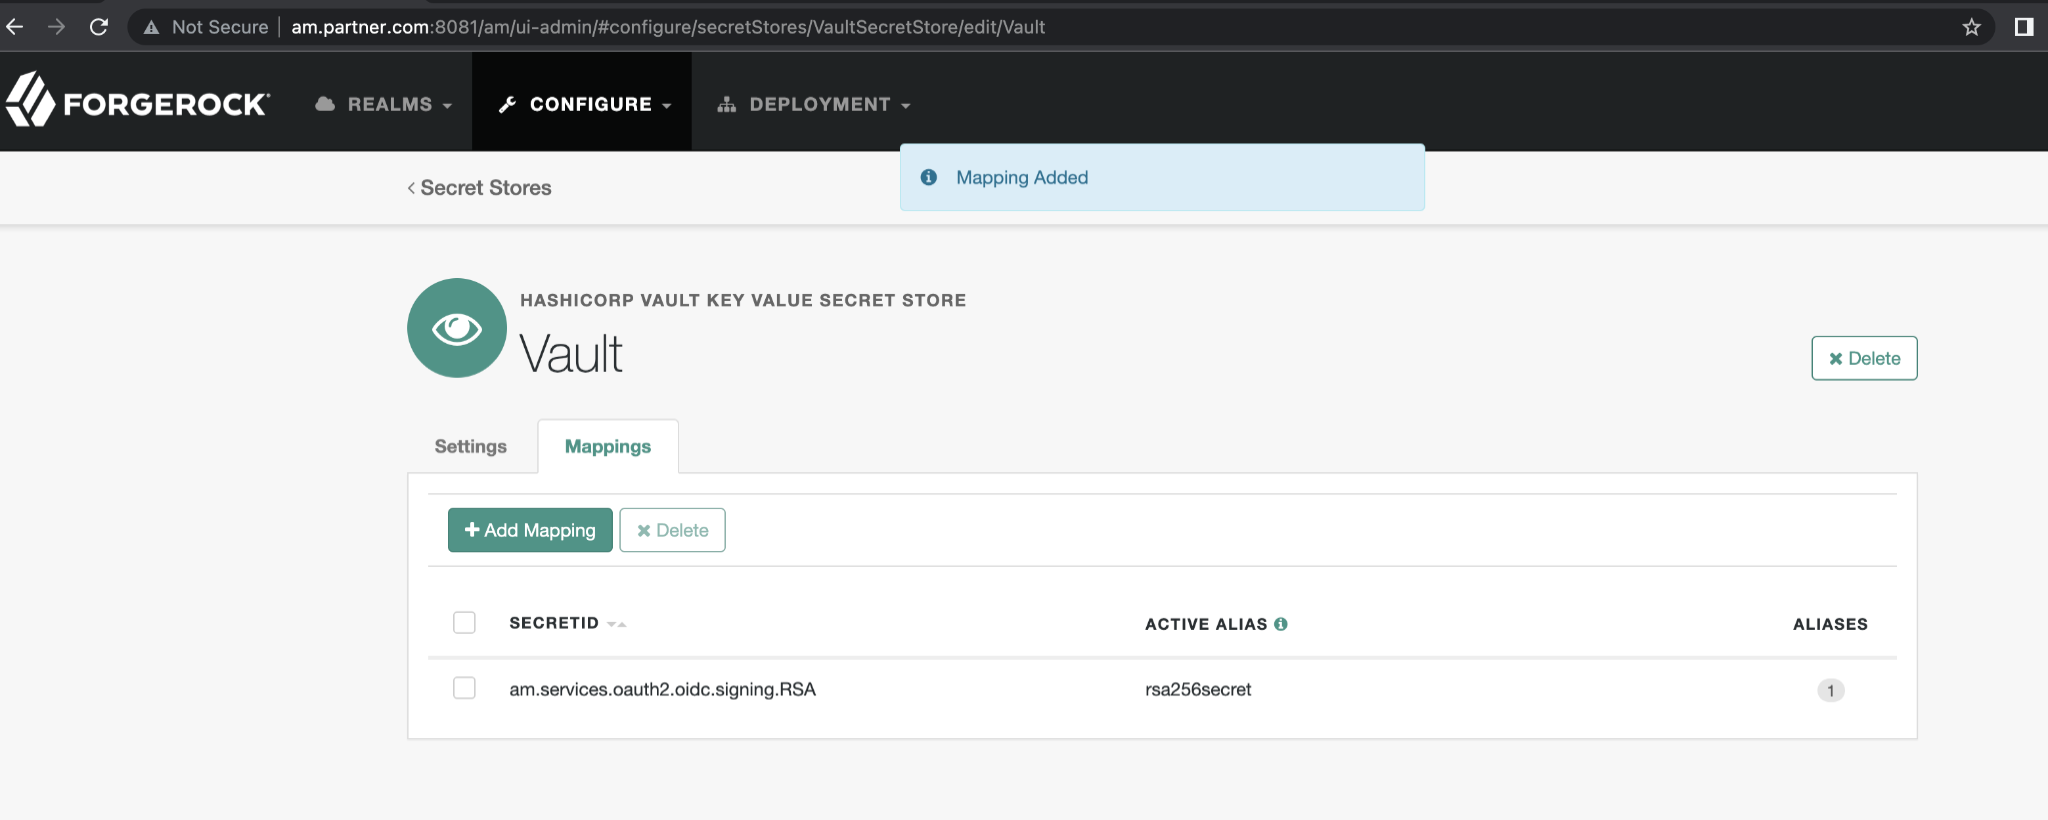 Not Secure | am.partner.com:8081/am/ui-admin/#configure/secretStores/VaultSecretStore/edit/Vault
FORGEROCK REALMS CONFIGURE DEPLOYMENT
Mapping Added
< Secret Stores
HASHICORP VAULT KEY VALUE SECRET STORE
Vault
Delete
Settings Mappings
+ Add Mapping Delete
SECRETID ACTIVE ALIAS ALIASES
am.services.oauth2.oidc.signing.RSA rsa256secret 1